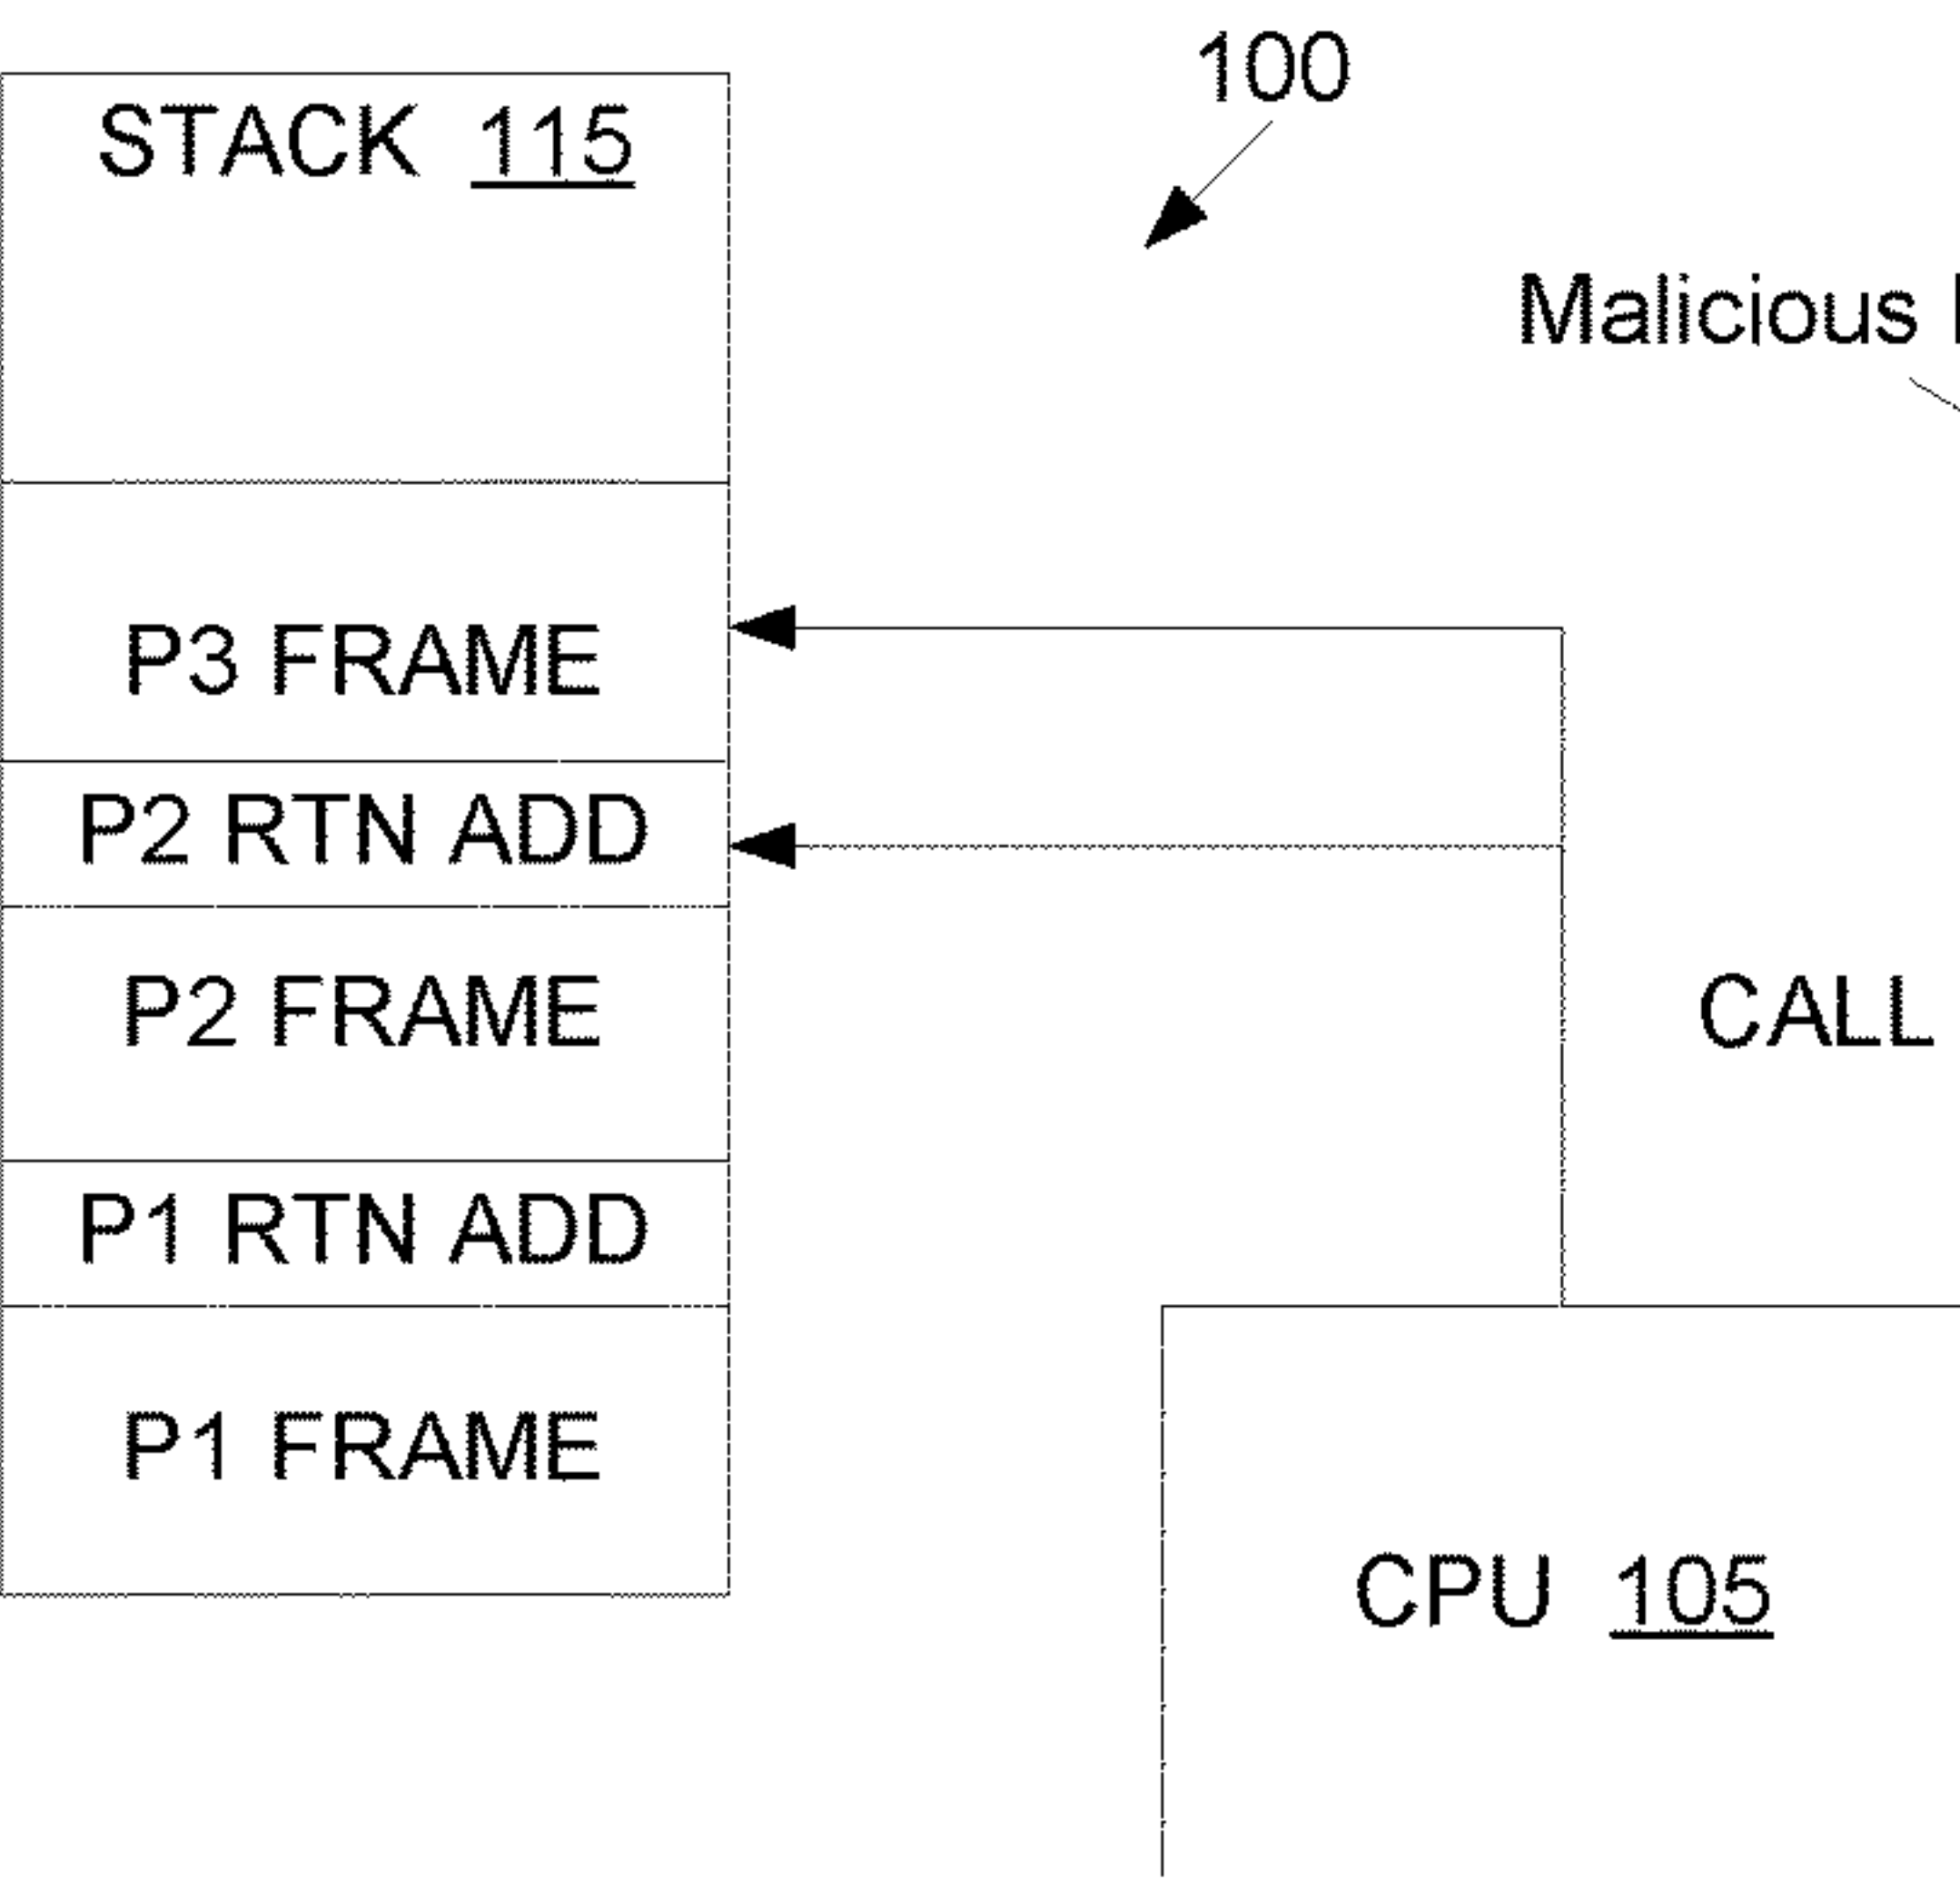 100
STACK 115
Malicious
P3 FRAME
P2 RTN ADD
P2 FRAME
CALL
P1 RTN ADD
P1 FRAME
CPU 105